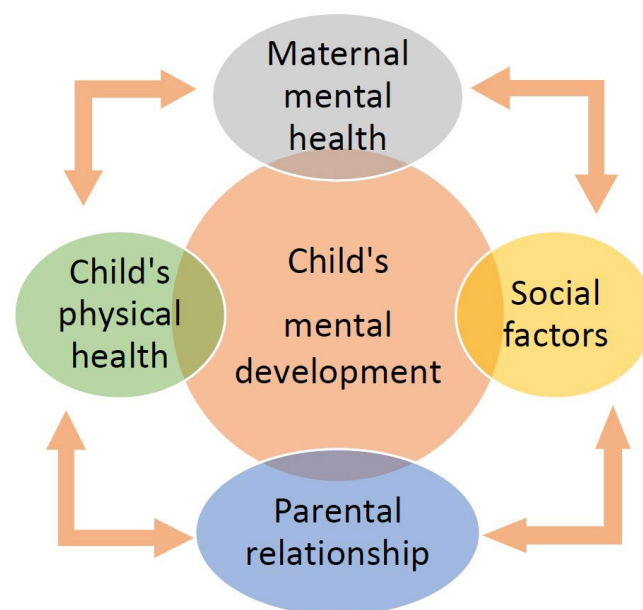 Maternal
mental
health
Child's
physical
health
Child's
mental
development
Social
factors
Parental
relationship